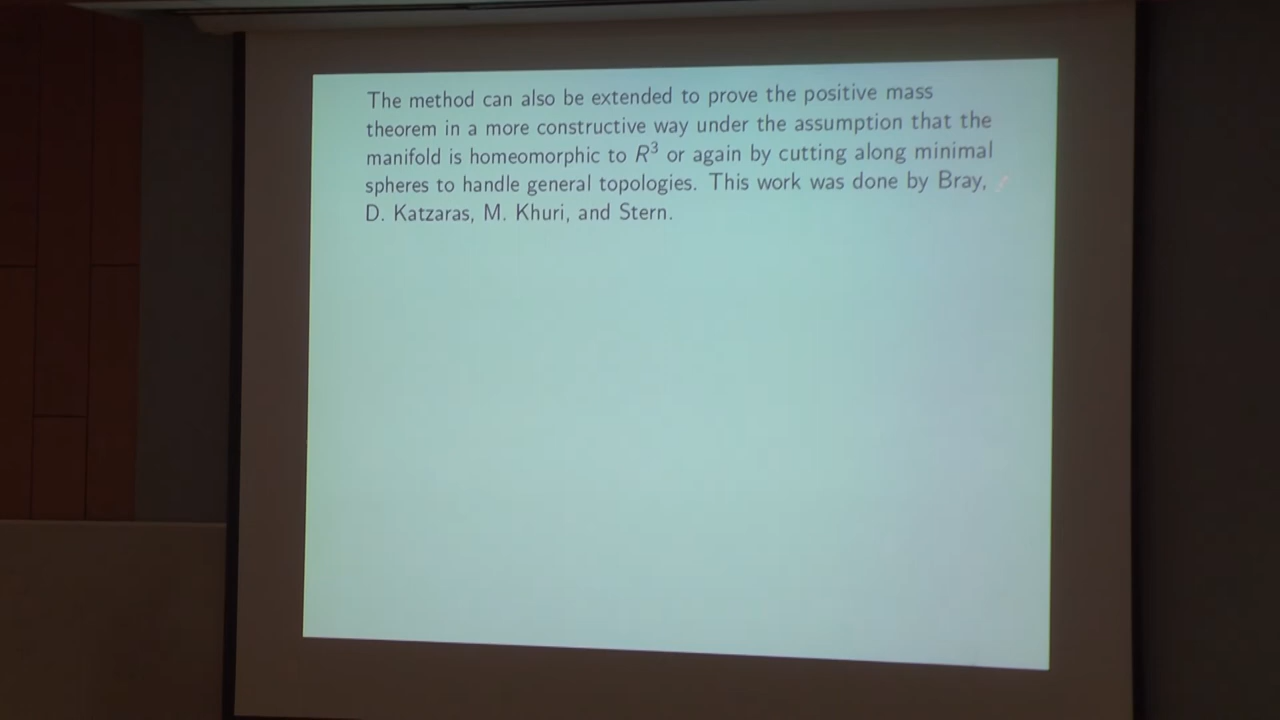 The method can also be extended to prove the positive mass
theorem in a more constructive way under the assumption that the
manifold is homeomorphic to R³ or again by cutting along minimal
spheres to handle general topologies. This work was done by Bray,
D. Katzaras, M. Khuri, and Stern.